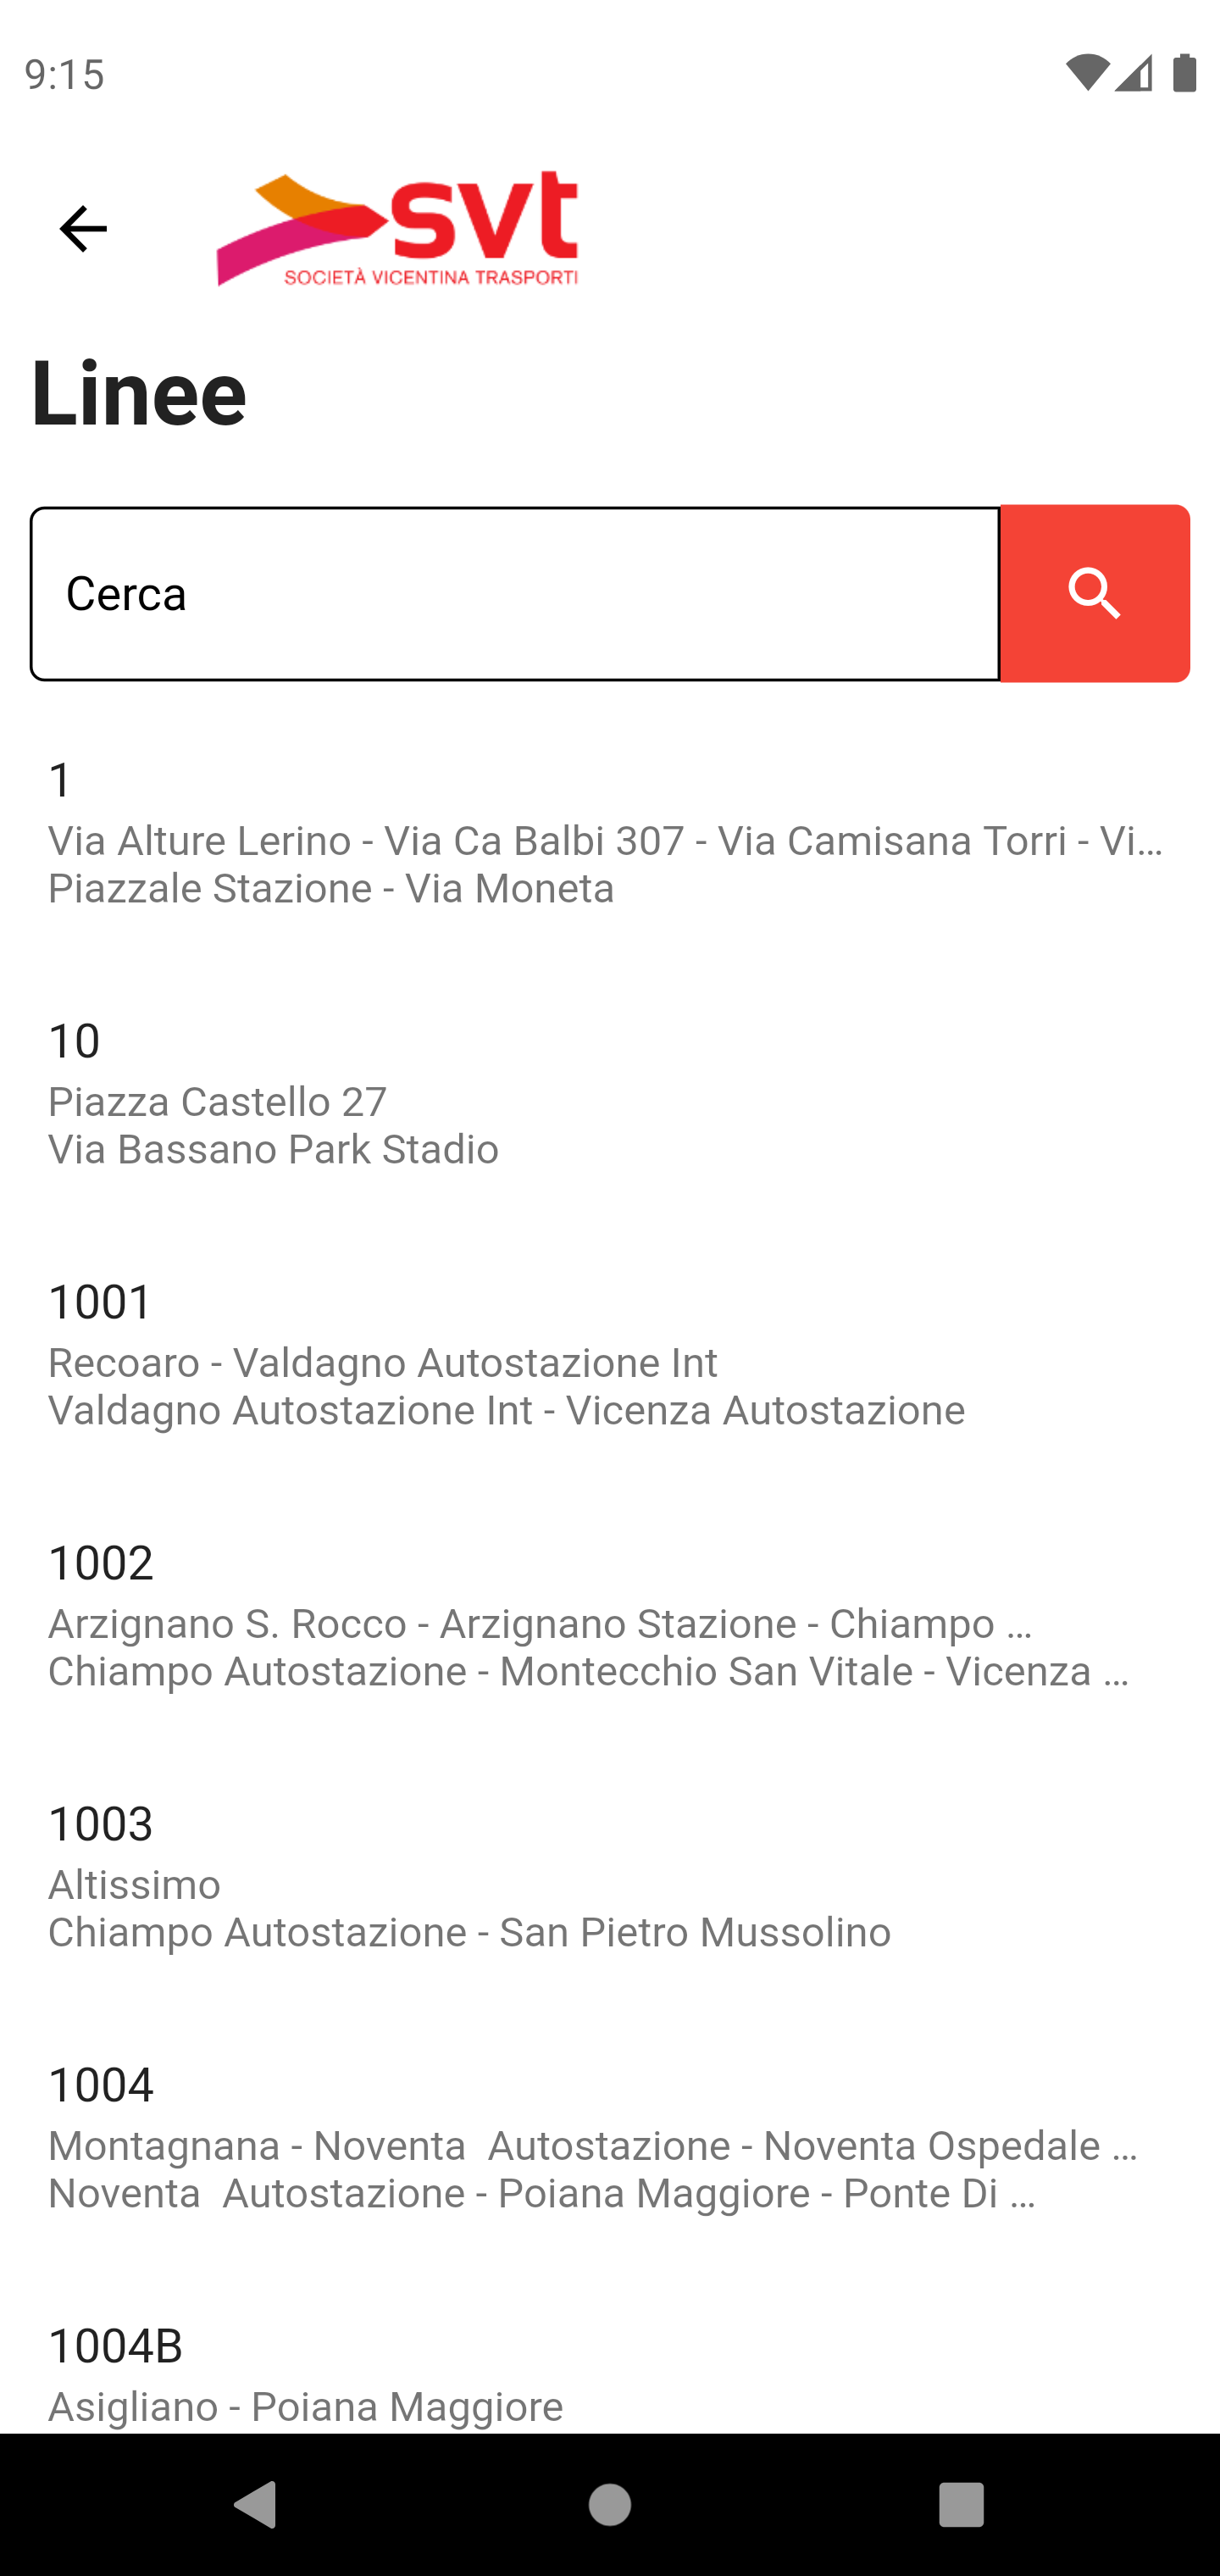 9:15
svt
SOCIETÀ VICENTINA TRASPORTI
Linee
Cerca
1
Via Alture Lerino - Via Ca Balbi 307 - Via Camisana Torri - Vi...
Piazzale Stazione - Via Moneta
10
Piazza Castello 27
Via Bassano Park Stadio
1001
Recoaro - Valdagno Autostazione Int
Valdagno Autostazione Int - Vicenza Autostazione
1002
Arzignano S. Rocco - Arzignano Stazione - Chiampo ...
Chiampo Autostazione - Montecchio San Vitale - Vicenza ...
1003
Altissimo
Chiampo Autostazione - San Pietro Mussolino
1004
Montagnana - Noventa  Autostazione - Noventa Ospedale ...
Noventa  Autostazione - Poiana Maggiore - Ponte Di ...
1004B
Asigliano - Poiana Maggiore